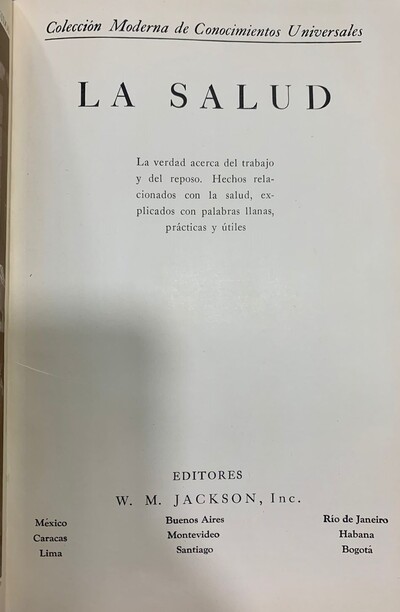 Colección Moderna de Conocimientos Universales
LA SALUD
La verdad acerca del trabajo
y del reposo. Hechos rela-
cionados con la salud, ex-
plicados con palabras llanas,
prácticas y útiles
EDITORES
W. M. JACKSON, Inc.
México Buenos Aires Rio de Janeiro
Caracas Montevideo Habana
Lima Santiago Bogotá